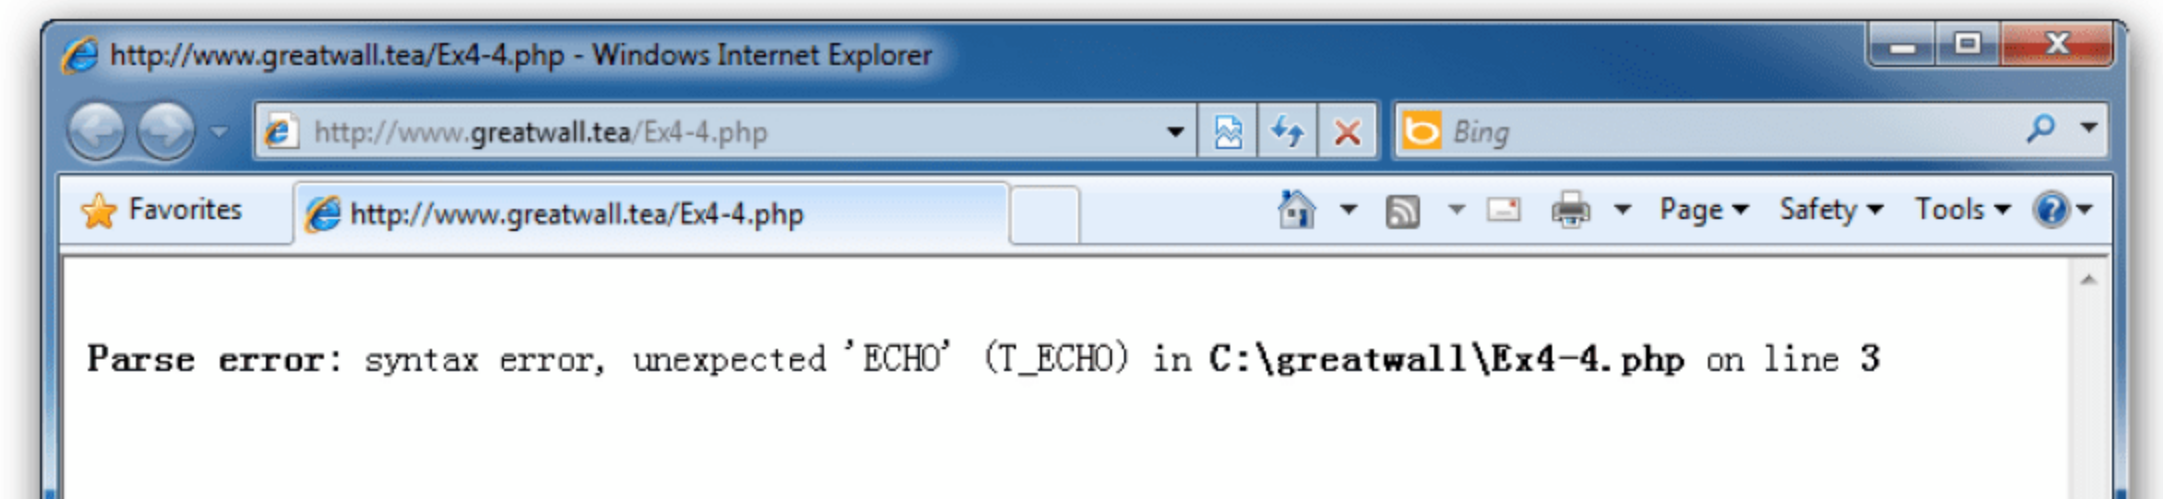 http://www.greatwall.tea/Ex4-4.php - Windows Internet Explorer
http://www.greatwall.tea/Ex4-4.php Bing
Favorites http://www.greatwall.tea/Ex4-4.php Page Safety Tools
Parse error: syntax error, unexpected 'ECHO' (T_ECHO) in C:\greatwall\Ex4-4.php on line 3